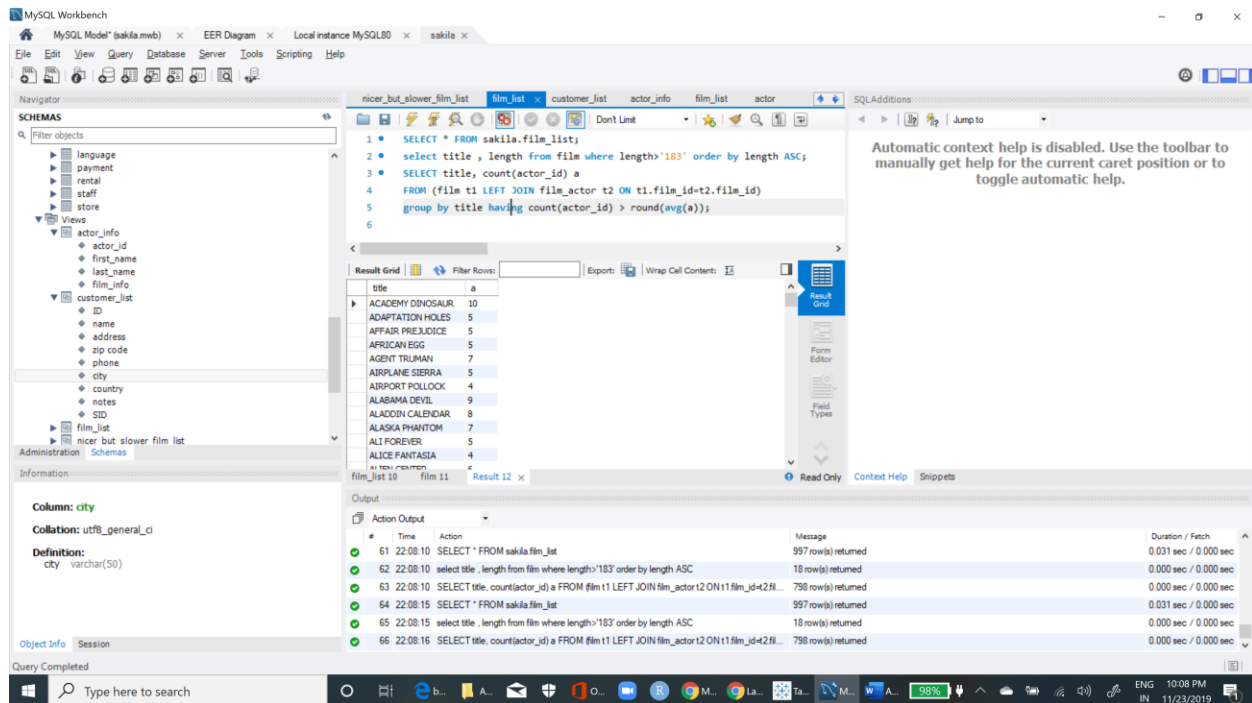 MySQL Workbench
MySQL Model* (sakila.mwb) × EER Diagram × Local instance MySQL80 × sakila ×
File Edit View Query Database Server Tools Scripting Help
Navigator
SCHEMAS
Filter objects
language
payment
rental
staff
store
Views
actor_info
actor_id
first_name
last_name
film_info
customer_list
ID
name
address
zip code
phone
city
country
notes
SID
film_list
nicer_but_slower_film_list
Administration Schemas
Information
Column: city
Collation: utf8_general_ci
Definition:
city varchar(50)
Object Info Session
Query Completed
nicer_but_slower_film_list film_list × customer_list actor_info film_list actor
Don't Limit
1 SELECT * FROM sakila.film_list;
2 select title , length from film where length>'183' order by length ASC;
3 SELECT title, count(actor_id) a
4 FROM (film t1 LEFT JOIN film_actor t2 ON t1.film_id=t2.film_id)
5 group by title having count(actor_id) > round(avg(a));
6
Result Grid Filter Rows: Export: Wrap Cell Content:
title a
ACADEMY DINOSAUR 10
ADAPTATION HOLES 5
AFFAIR PREJUDICE 5
AFRICAN EGG 5
AGENT TRUMAN 7
AIRPLANE SIERRA 5
AIRPORT POLLOCK 4
ALABAMA DEVIL 9
ALADDIN CALENDAR 8
ALASKA PHANTOM 7
ALI FOREVER 5
ALICE FANTASIA 4
ALIEN CENTER 6
Result Grid
Form Editor
Field Types
film_list 10 film 11 Result 12 × Read Only
SQLAdditions
Jump to
Automatic context help is disabled. Use the toolbar to
manually get help for the current caret position or to
toggle automatic help.
Context Help Snippets
Output
Action Output
# Time Action Message Duration / Fetch
61 22:08:10 SELECT * FROM sakila.film_list 997 row(s) returned 0.031 sec / 0.000 sec
62 22:08:10 select title , length from film where length>'183' order by length ASC 18 row(s) returned 0.000 sec / 0.000 sec
63 22:08:10 SELECT title, count(actor_id) a FROM (film t1 LEFT JOIN film_actor t2 ON t1.film_id=t2.fil... 798 row(s) returned 0.000 sec / 0.000 sec
64 22:08:15 SELECT * FROM sakila.film_list 997 row(s) returned 0.031 sec / 0.000 sec
65 22:08:15 select title , length from film where length>'183' order by length ASC 18 row(s) returned 0.000 sec / 0.000 sec
66 22:08:16 SELECT title, count(actor_id) a FROM (film t1 LEFT JOIN film_actor t2 ON t1.film_id=t2.fil... 798 row(s) returned 0.000 sec / 0.000 sec
Type here to search
b... A... O... M... La... Ta... M... A... 98% ENG 10:08 PM
IN 11/23/2019